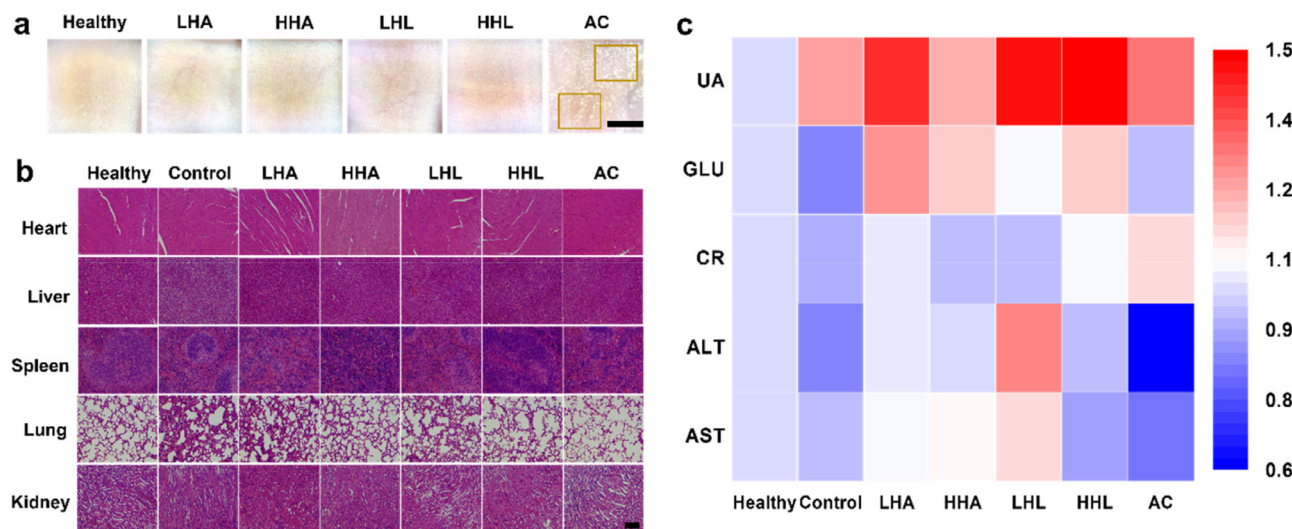 a
Healthy LHA HHA LHL HHL AC
b
Healthy Control LHA HHA LHL HHL AC
Heart
Liver
Spleen
Lung
Kidney
c
UA
GLU
CR
ALT
AST
Healthy Control LHA HHA LHL HHL AC
1.5
1.4
1.2
1.1
0.9
0.8
0.6